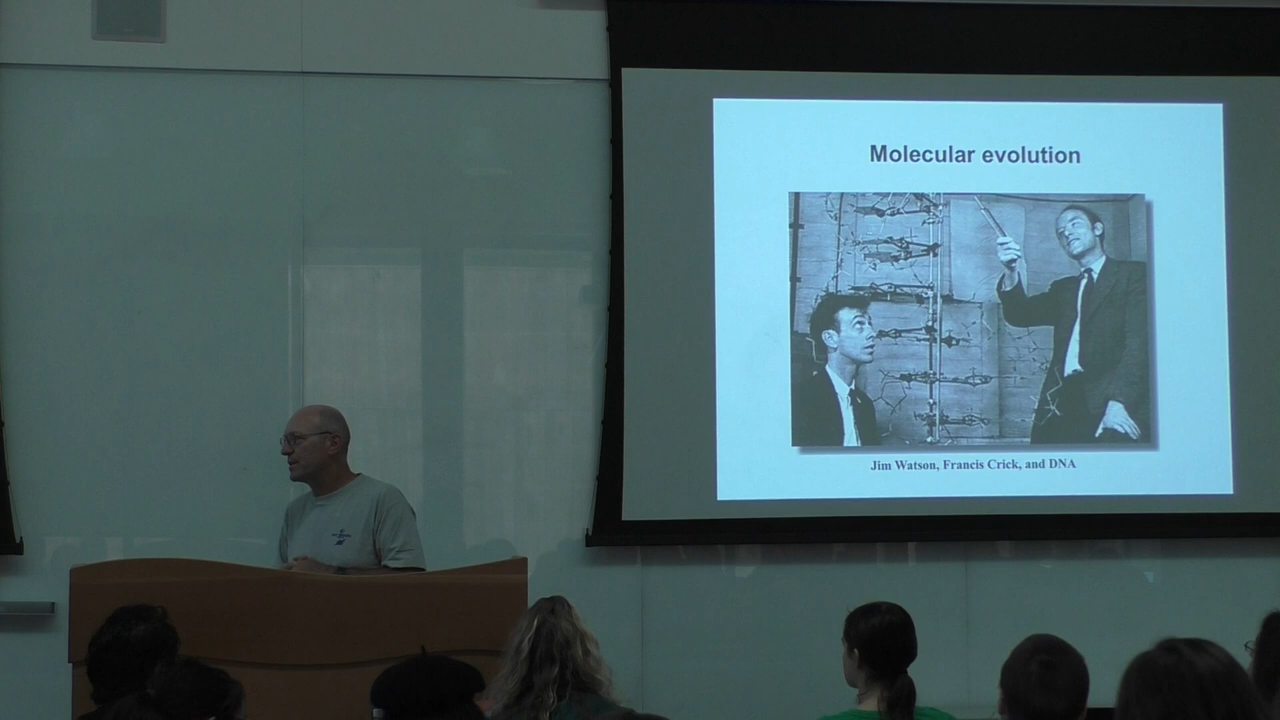 Molecular evolution
Jim Watson, Francis Crick, and DNA